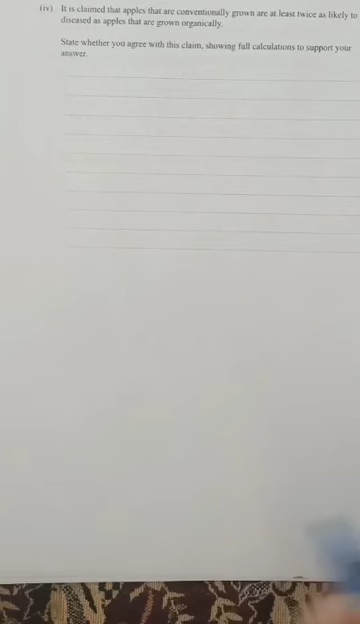 (iv) It is claimed that apples that are conventionally grown are at least twice as likely to
diseased as apples that are grown organically.
State whether you agree with this claim, showing full calculations to support your
answer.